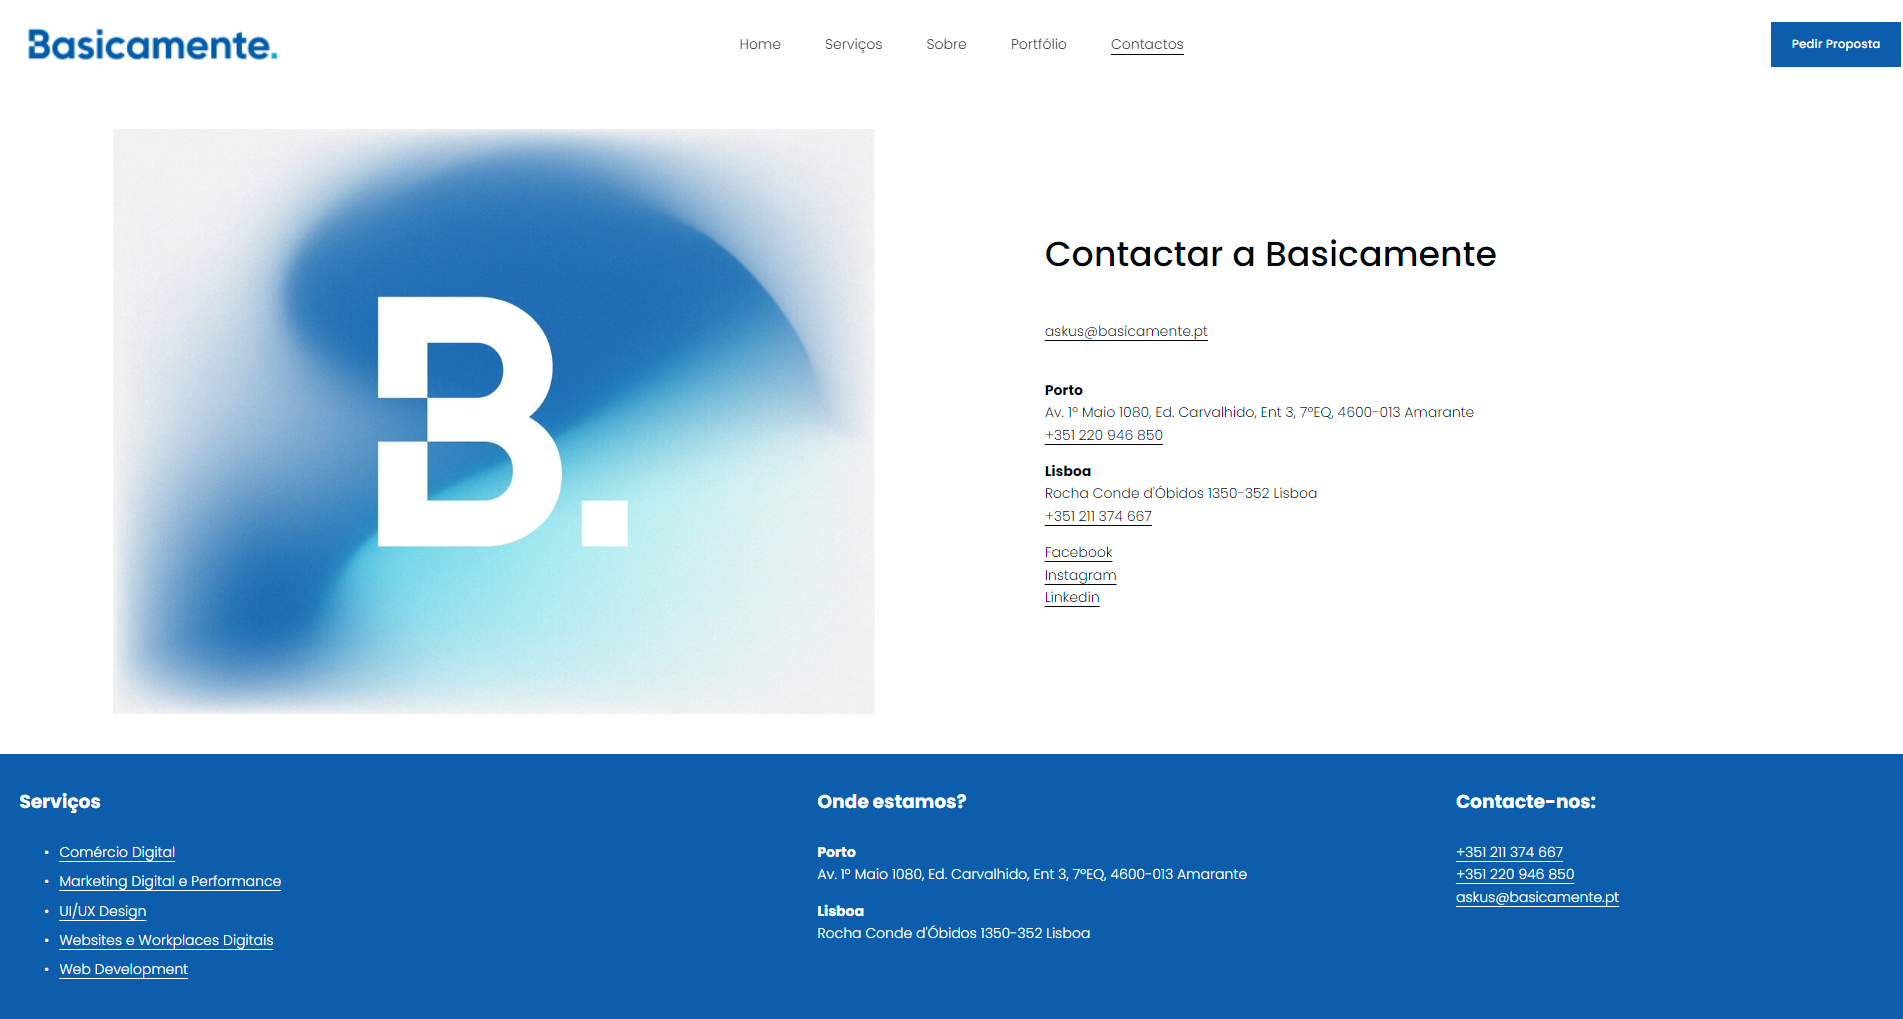 Basicamente.
Home Serviços Sobre Portfólio Contactos
Pedir Proposta
B.
Contactar a Basicamente
askus@basicamente.pt
Porto
Av. 1º Maio 1080, Ed. Carvalhido, Ent 3, 7ºEQ, 4600-013 Amarante
+351 220 946 850
Lisboa
Rocha Conde d'Óbidos 1350-352 Lisboa
+351 211 374 667
Facebook
Instagram
Linkedin
Serviços
• Comércio Digital
• Marketing Digital e Performance
• UI/UX Design
• Websites e Workplaces Digitais
• Web Development
Onde estamos?
Porto
Av. 1º Maio 1080, Ed. Carvalhido, Ent 3, 7ºEQ, 4600-013 Amarante
Lisboa
Rocha Conde d'Óbidos 1350-352 Lisboa
Contacte-nos:
+351 211 374 667
+351 220 946 850
askus@basicamente.pt